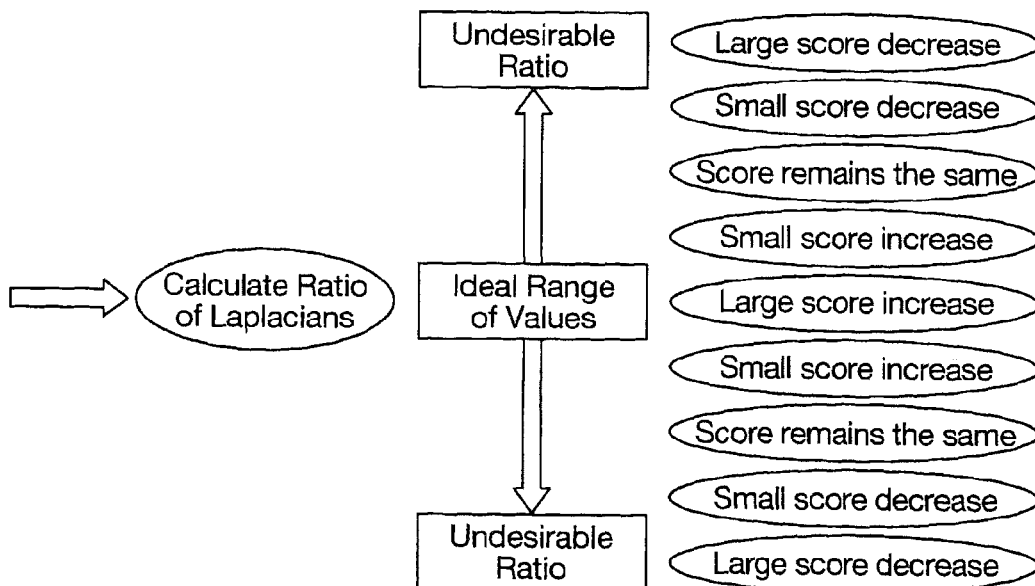 Undesirable
Ratio
Large score decrease
Small score decrease
Score remains the same
Small score increase
Calculate Ratio
of Laplacians
Ideal Range
of Values
Large score increase
Small score increase
Score remains the same
Small score decrease
Undesirable
Ratio
Large score decrease